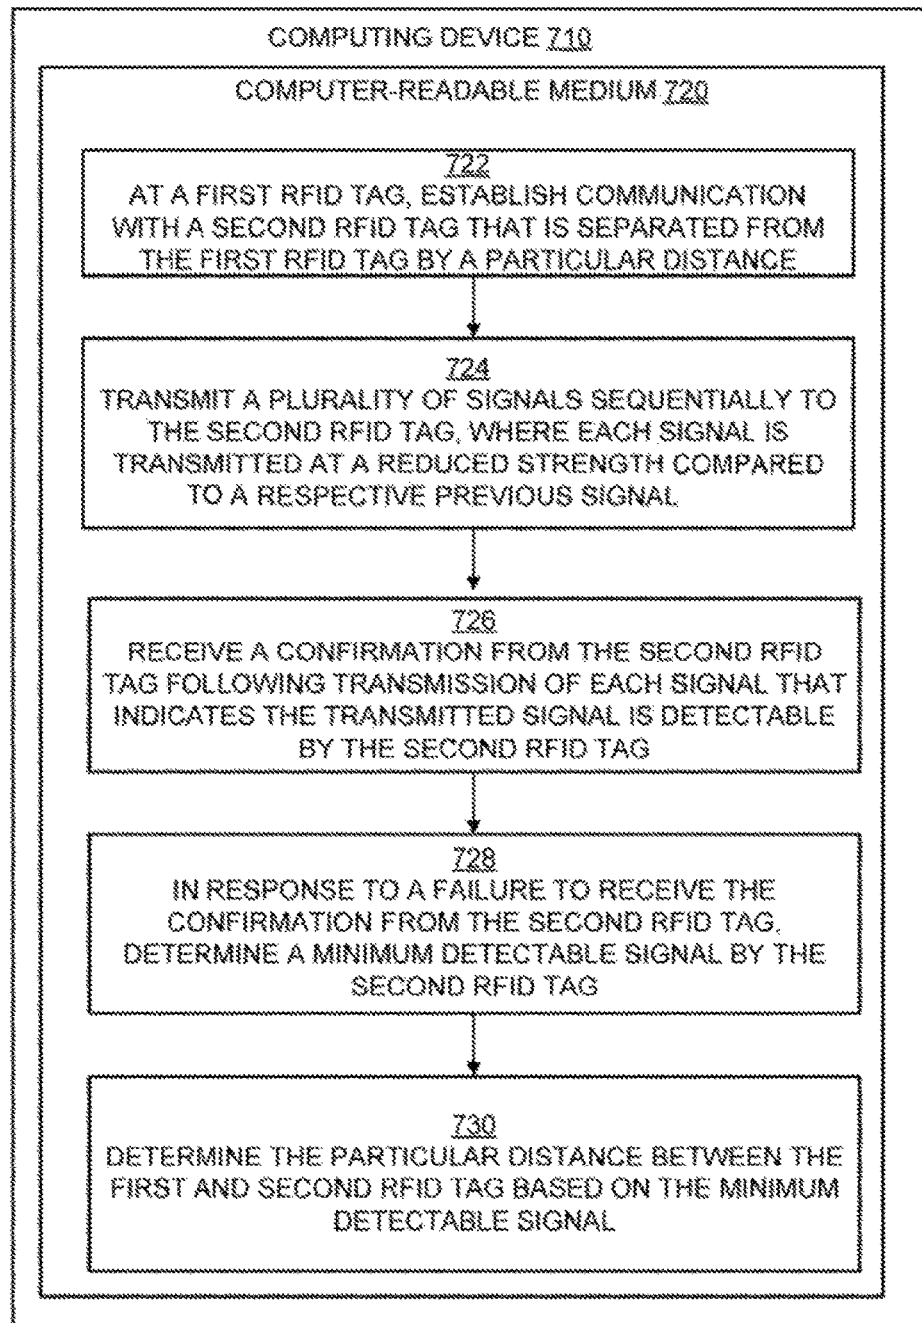 COMPUTING DEVICE 710
COMPUTER-READABLE MEDIUM 720
722
AT A FIRST RFID TAG, ESTABLISH COMMUNICATION
WITH A SECOND RFID TAG THAT IS SEPARATED FROM
THE FIRST RFID TAG BY A PARTICULAR DISTANCE
724
TRANSMIT A PLURALITY OF SIGNALS SEQUENTIALLY TO
THE SECOND RFID TAG, WHERE EACH SIGNAL IS
TRANSMITTED AT A REDUCED STRENGTH COMPARED
TO A RESPECTIVE PREVIOUS SIGNAL
726
RECEIVE A CONFIRMATION FROM THE SECOND RFID
TAG FOLLOWING TRANSMISSION OF EACH SIGNAL THAT
INDICATES THE TRANSMITTED SIGNAL IS DETECTABLE
BY THE SECOND RFID TAG
728
IN RESPONSE TO A FAILURE TO RECEIVE THE
CONFIRMATION FROM THE SECOND RFID TAG,
DETERMINE A MINIMUM DETECTABLE SIGNAL BY THE
SECOND RFID TAG
730
DETERMINE THE PARTICULAR DISTANCE BETWEEN THE
FIRST AND SECOND RFID TAG BASED ON THE MINIMUM
DETECTABLE SIGNAL